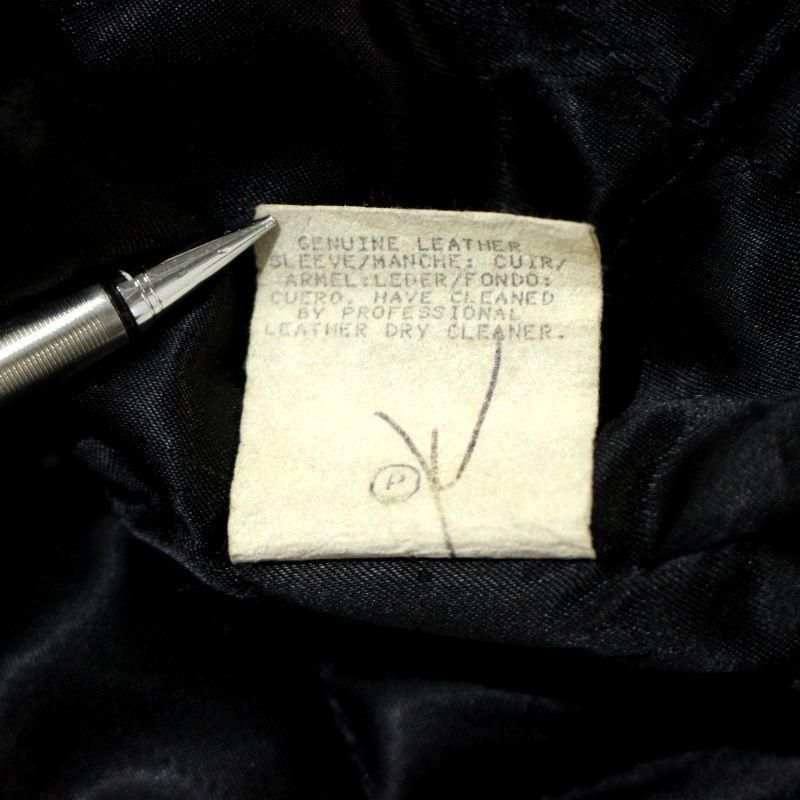 GENUINE LEATHER
SLEEVE/MANCHE: CUIR/
ARMEL:LEDER/FONDO:
CUERO. HAVE CLEANED
BY PROFESSIONAL
LEATHER DRY CLEANER.
P